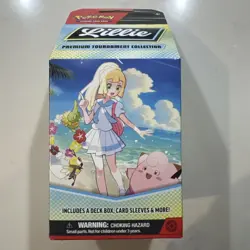 Pokémon
Lillie
PREMIUM TOURNAMENT COLLECTION
INCLUDES A DECK BOX, CARD SLEEVES & MORE!
WARNING: CHOKING HAZARD
Small parts. Not for children under 3 years.